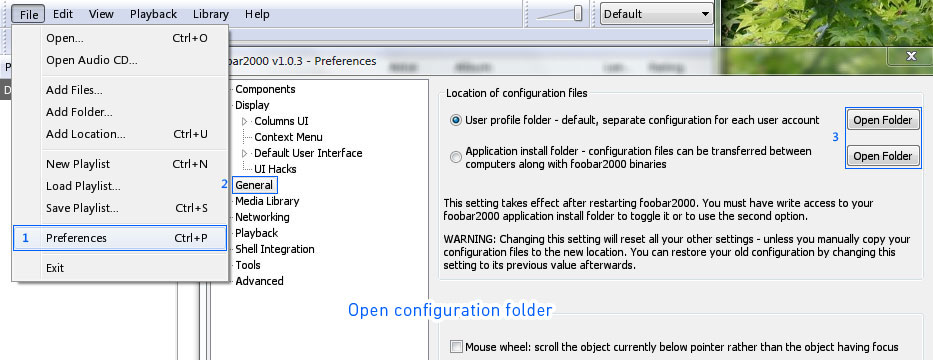 File Edit View Playback Library Help
Default
Open... Ctrl+O
Open Audio CD...
Add Files...
Add Folder...
Add Location... Ctrl+U
New Playlist Ctrl+N
Load Playlist...
Save Playlist... Ctrl+S
1 Preferences Ctrl+P
Exit
bar2000 v1.0.3 - Preferences
Components
Display
Columns UI
Context Menu
Default User Interface
UI Hacks
2 General
Media Library
Networking
Playback
Shell Integration
Tools
Advanced
Location of configuration files
User profile folder - default, separate configuration for each user account
Open Folder
3
Application install folder - configuration files can be transferred between
computers along with foobar2000 binaries
Open Folder
This setting takes effect after restarting foobar2000. You must have write access to your
foobar2000 application install folder to toggle it or to use the second option.
WARNING: Changing this setting will reset all your other settings - unless you manually copy your
configuration files to the new location. You can restore your old configuration by changing this
setting to its previous value afterwards.
Open configuration folder
Mouse wheel: scroll the object currently below pointer rather than the object having focus